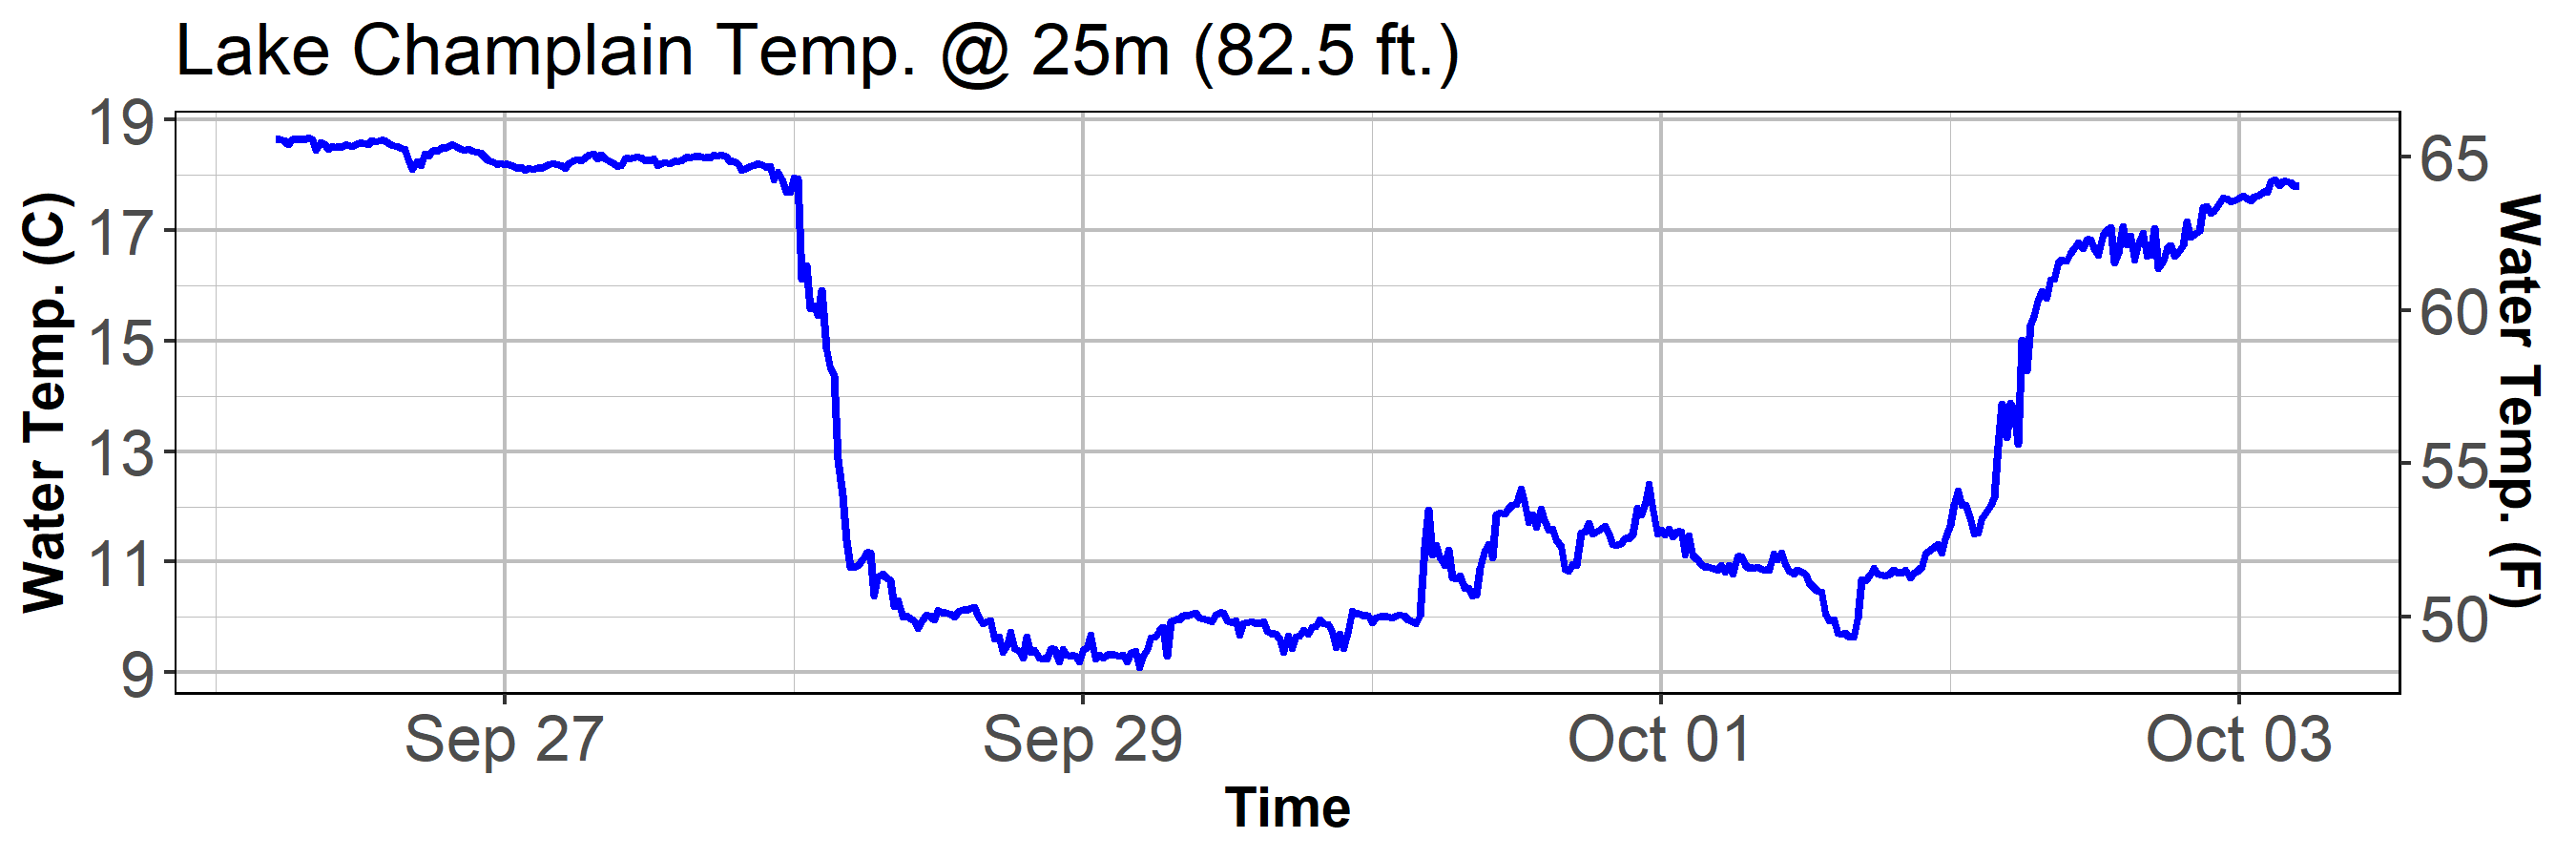 Lake Champlain Temp. @ 25m (82.5 ft.)
Water Temp. (C)
19
17
15
13
11
9
65
60
55
50
Water Temp. (F)
Sep 27
Sep 29
Oct 01
Oct 03
Time